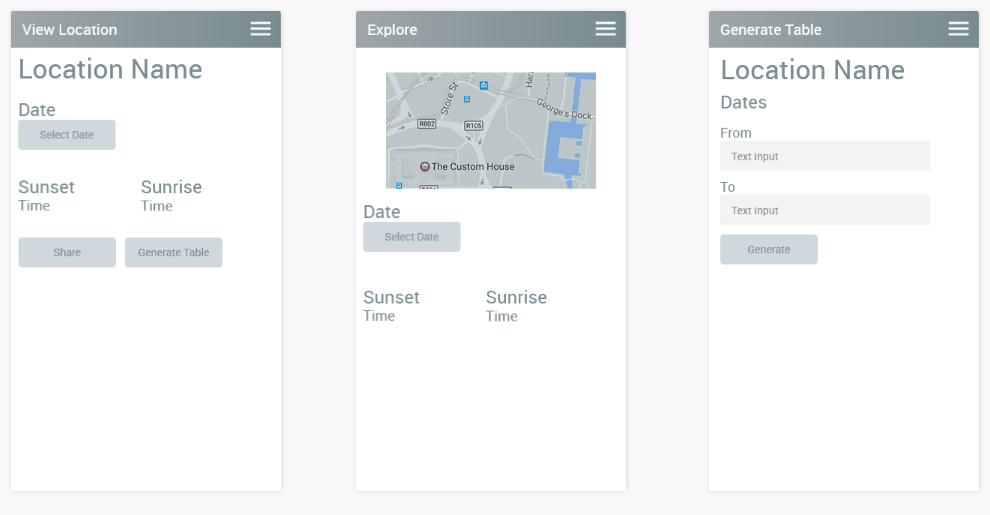 View Location
Location Name
Date
Select Date
Sunset Sunrise
Time Time
Share Generate Table
Explore
Store St
George's Dock
R802 R105
The Custom House
Date
Select Date
Sunset Sunrise
Time Time
Generate Table
Location Name
Dates
From
Text input
To
Text input
Generate